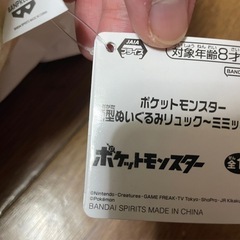 JAIA
対象年齢8才
BAND
ポケットモンスター
型ぬいぐるみリュック~ミミッ
ポケットモンスター
全1
©Nintendo・Creatures・GAME FREAK・TV Tokyo・ShoPro・JR Kikaku
BANDAI SPIRITS MADE IN CHINA